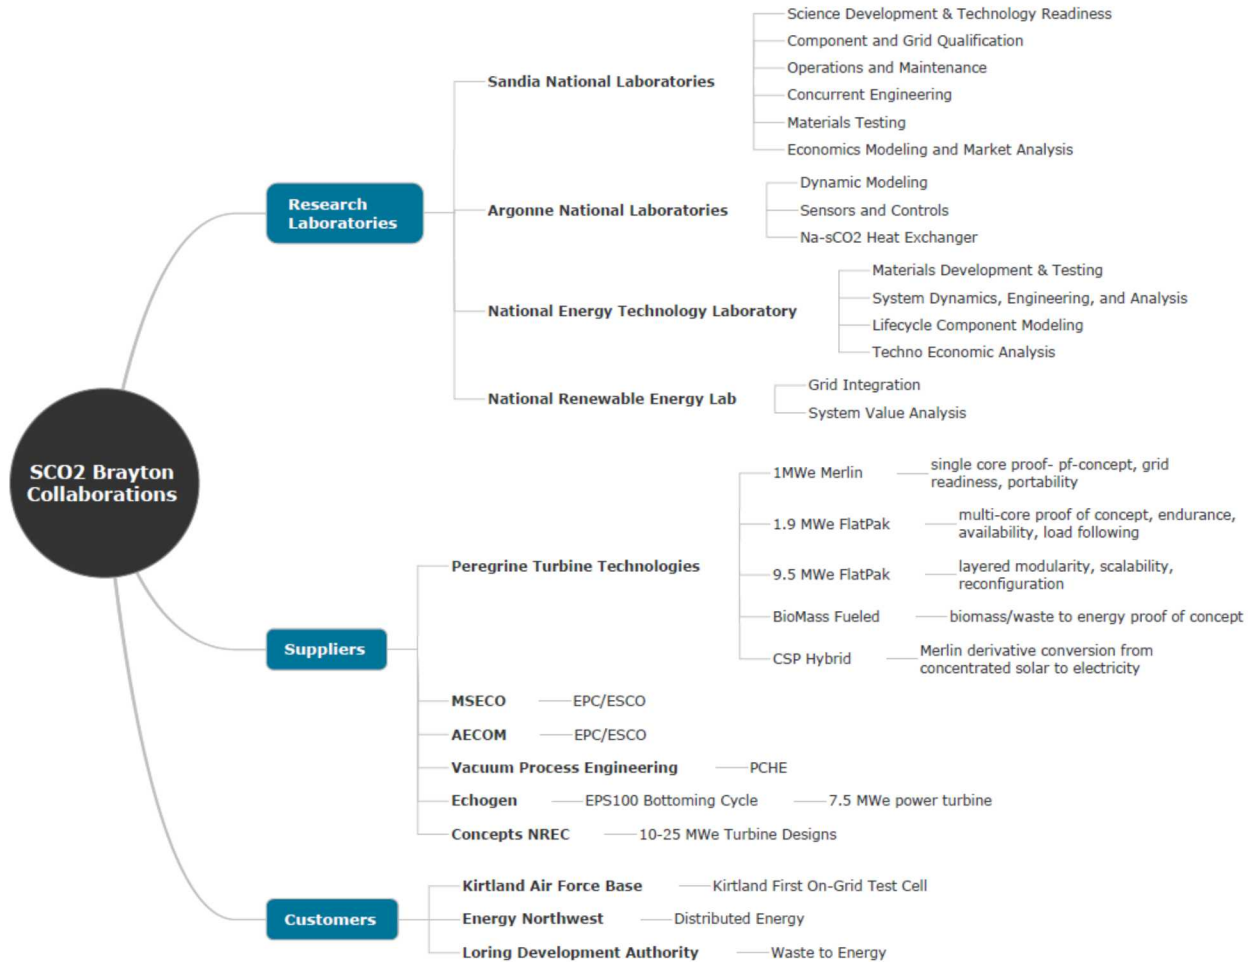 SCO2 Brayton
Collaborations
Research
Laboratories
Sandia National Laboratories
Science Development & Technology Readiness
Component and Grid Qualification
Operations and Maintenance
Concurrent Engineering
Materials Testing
Economics Modeling and Market Analysis
Argonne National Laboratories
Dynamic Modeling
Sensors and Controls
Na-sCO2 Heat Exchanger
National Energy Technology Laboratory
Materials Development & Testing
System Dynamics, Engineering, and Analysis
Lifecycle Component Modeling
Techno Economic Analysis
National Renewable Energy Lab
Grid Integration
System Value Analysis
Suppliers
Peregrine Turbine Technologies
1MWe Merlin
single core proof- pf-concept, grid
readiness, portability
1.9 MWe FlatPak
multi-core proof of concept, endurance,
availability, load following
9.5 MWe FlatPak
layered modularity, scalability,
reconfiguration
BioMass Fueled
biomass/waste to energy proof of concept
CSP Hybrid
Merlin derivative conversion from
concentrated solar to electricity
MSECO
EPC/ESCO
AECOM
EPC/ESCO
Vacuum Process Engineering
PCHE
Echogen
EPS100 Bottoming Cycle
7.5 MWe power turbine
Concepts NREC
10-25 MWe Turbine Designs
Customers
Kirtland Air Force Base
Kirtland First On-Grid Test Cell
Energy Northwest
Distributed Energy
Loring Development Authority
Waste to Energy